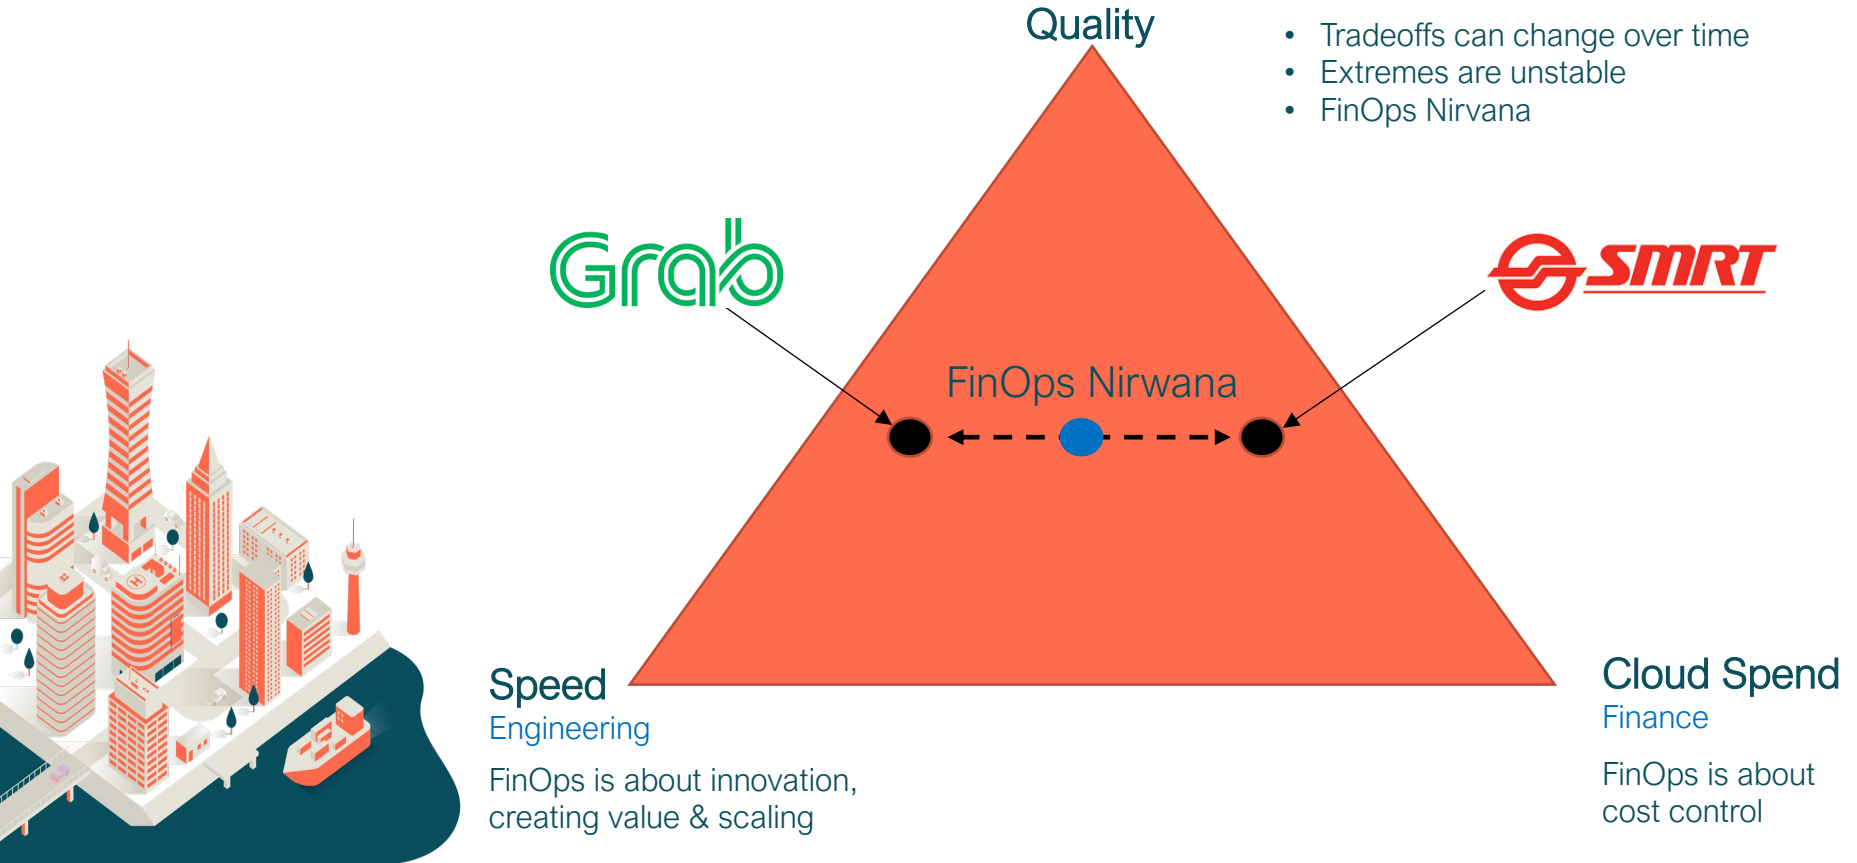 Quality
• Tradeoffs can change over time
• Extremes are unstable
• FinOps Nirvana
Grab
SMRT
FinOps Nirwana
Speed
Engineering
FinOps is about innovation,
creating value & scaling
Cloud Spend
Finance
FinOps is about
cost control
H